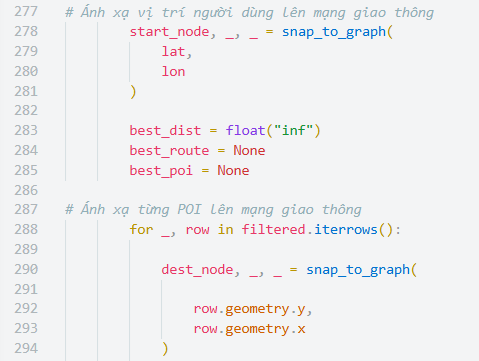 277 # Ánh xạ vị trí người dùng lên mạng giao thông
278 start_node, _, _ = snap_to_graph(
279 lat,
280 lon
281 )
282
283 best_dist = float("inf")
284 best_route = None
285 best_poi = None
286
287 # Ánh xạ từng POI lên mạng giao thông
288 for _, row in filtered.iterrows():
289
290 dest_node, _, _ = snap_to_graph(
291
292 row.geometry.y,
293 row.geometry.x
294 )